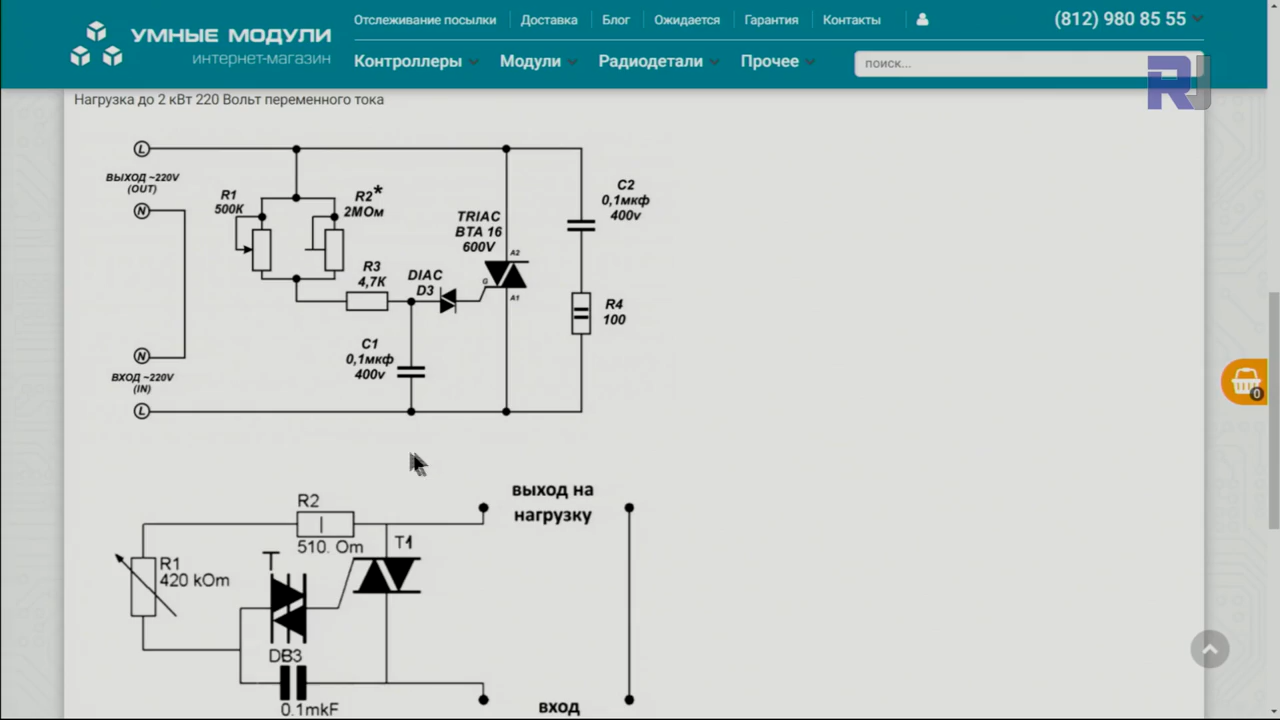 Отслеживание посылки Доставка Блог Ожидается Гарантия Контакты (812) 980 85 55
УМНЫЕ МОДУЛИ
интернет-магазин
Контроллеры Модули Радиодетали Прочее поиск...
RJ
Нагрузка до 2 кВт 220 Вольт переменного тока
L
ВЫХОД ~220V
(OUT)
N
R1
500K
R2*
2МОм
R3
4,7К
DIAC
D3
TRIAC
BTA 16
600V
A2
G
A1
C2
0,1мкф
400v
R4
100
C1
0,1мкф
400v
N
ВХОД ~220V
(IN)
L
0
R2
510. Om
T1
T
R1
420 kOm
DB3
0.1mkF
выход на
нагрузку
вход